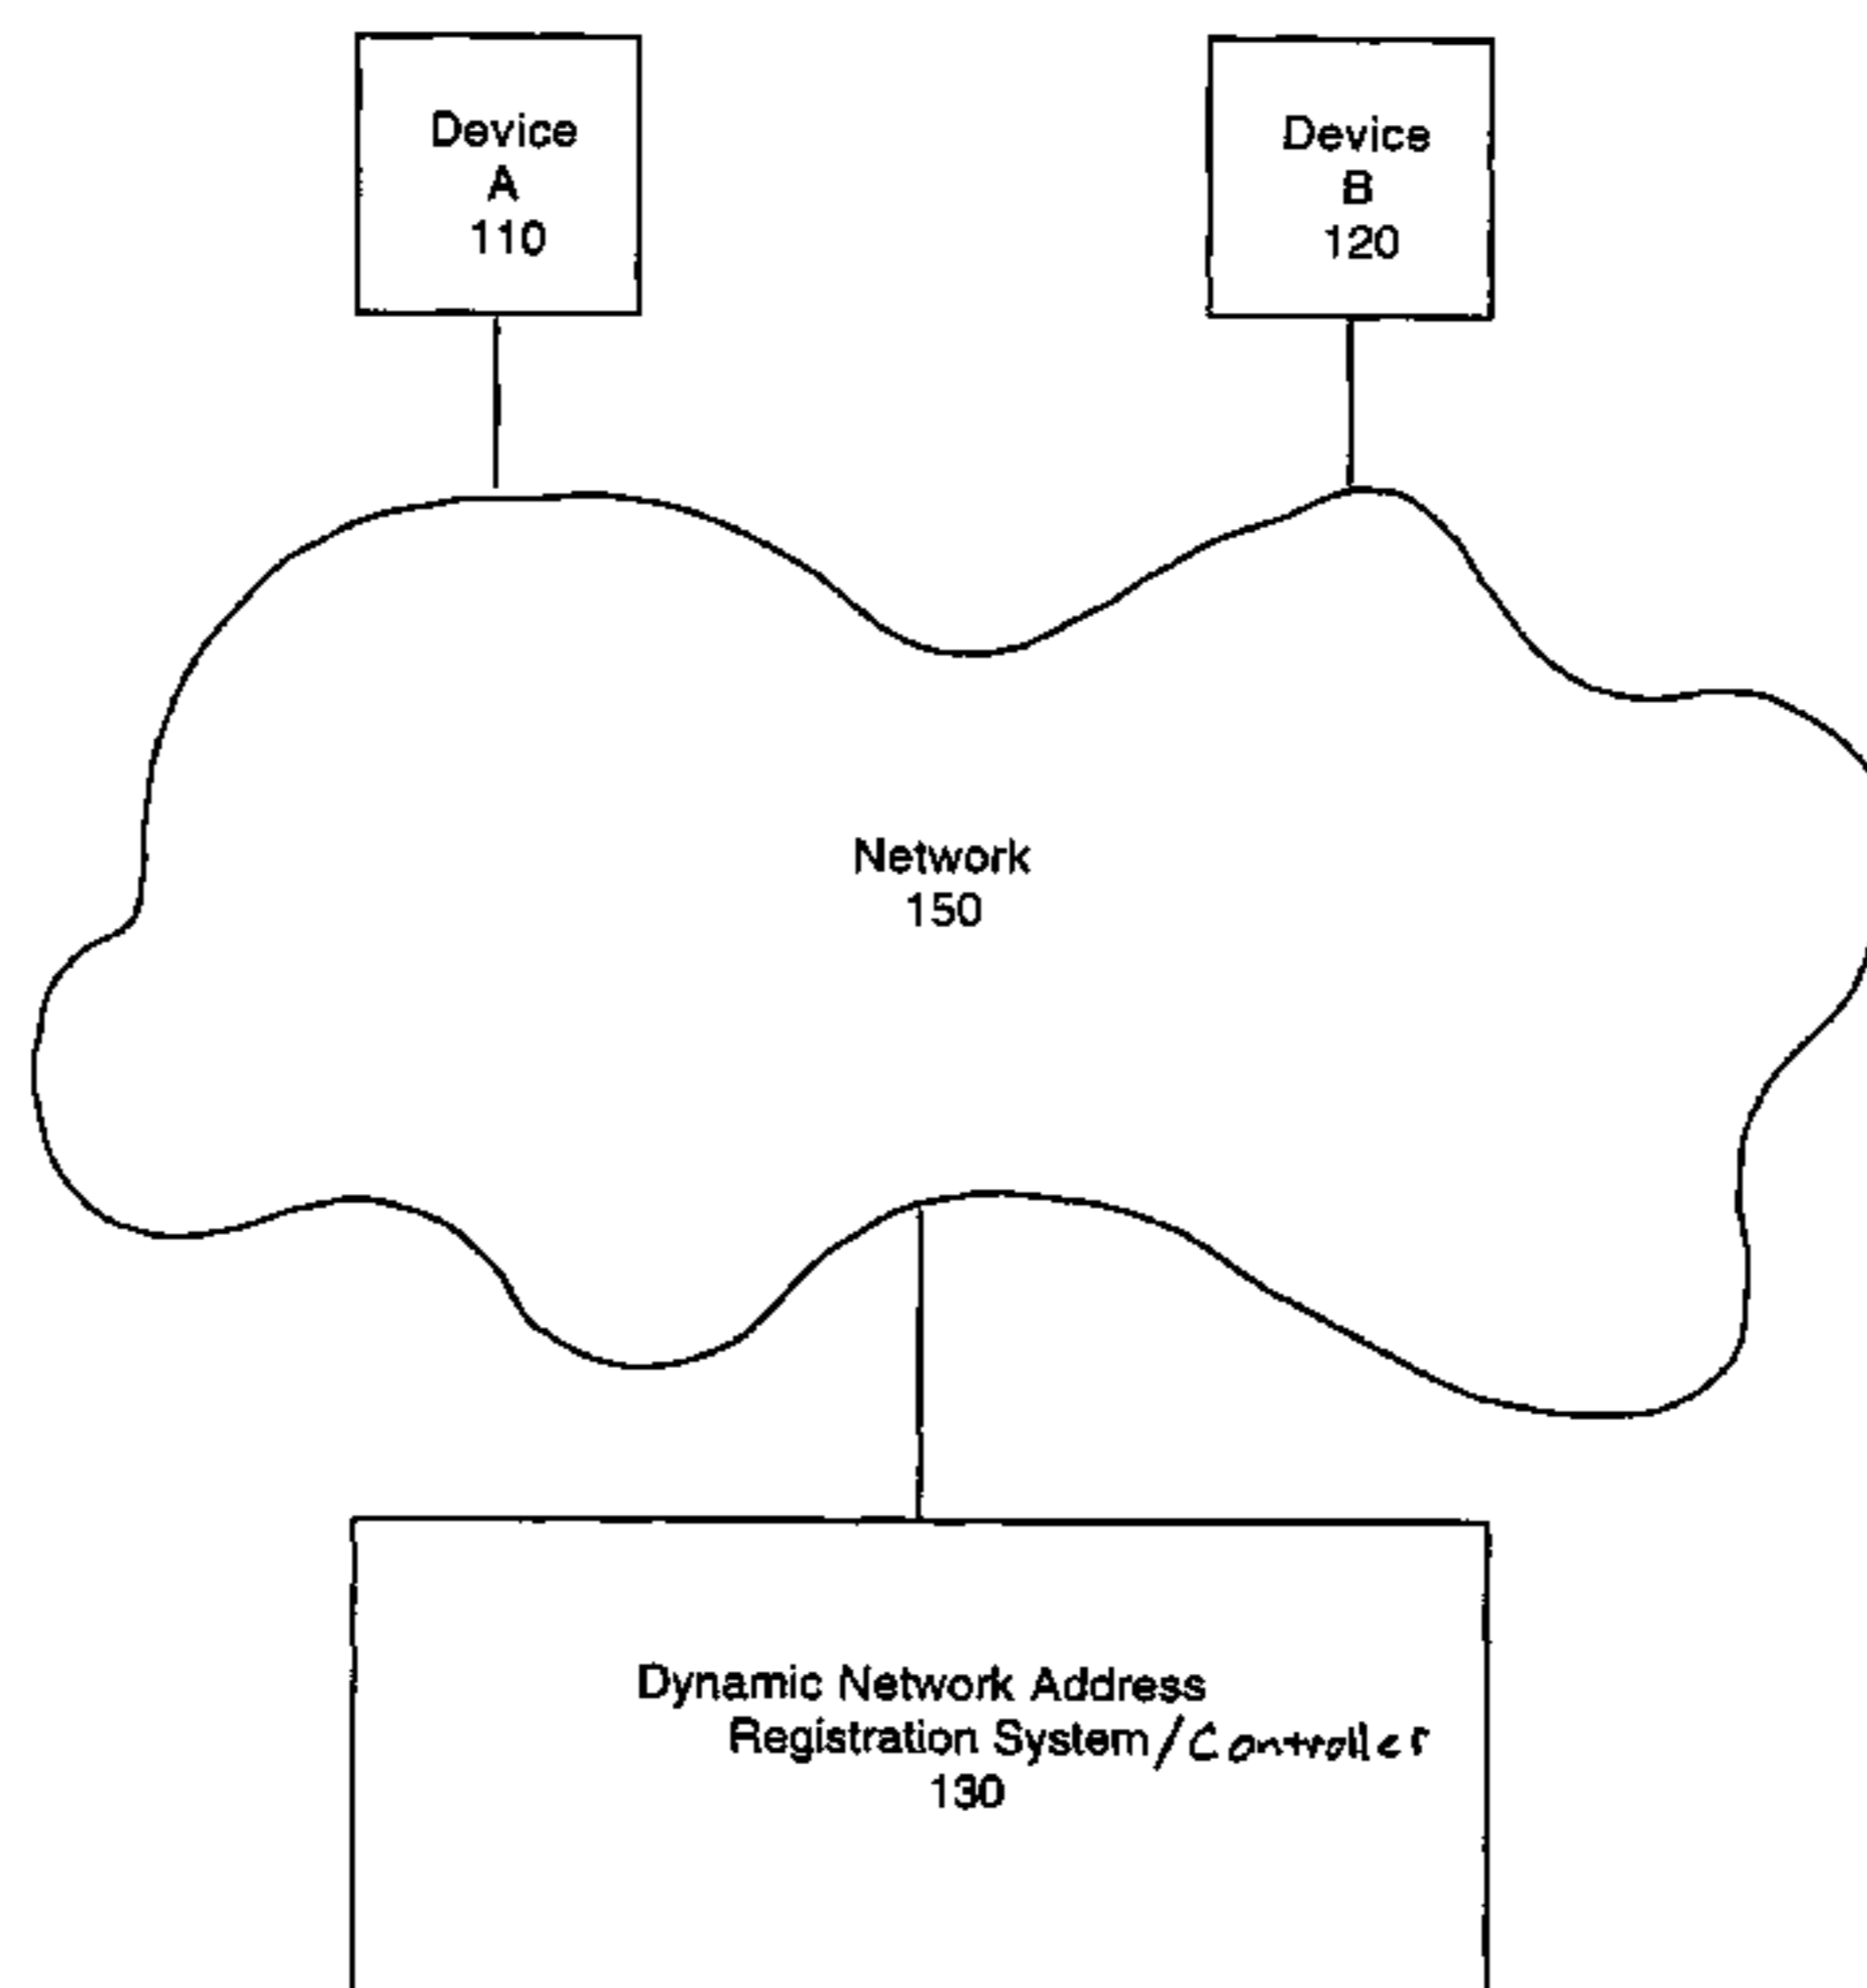 Device
A
110
Device
B
120
Network
150
Dynamic Network Address
Registration System/Controller
130